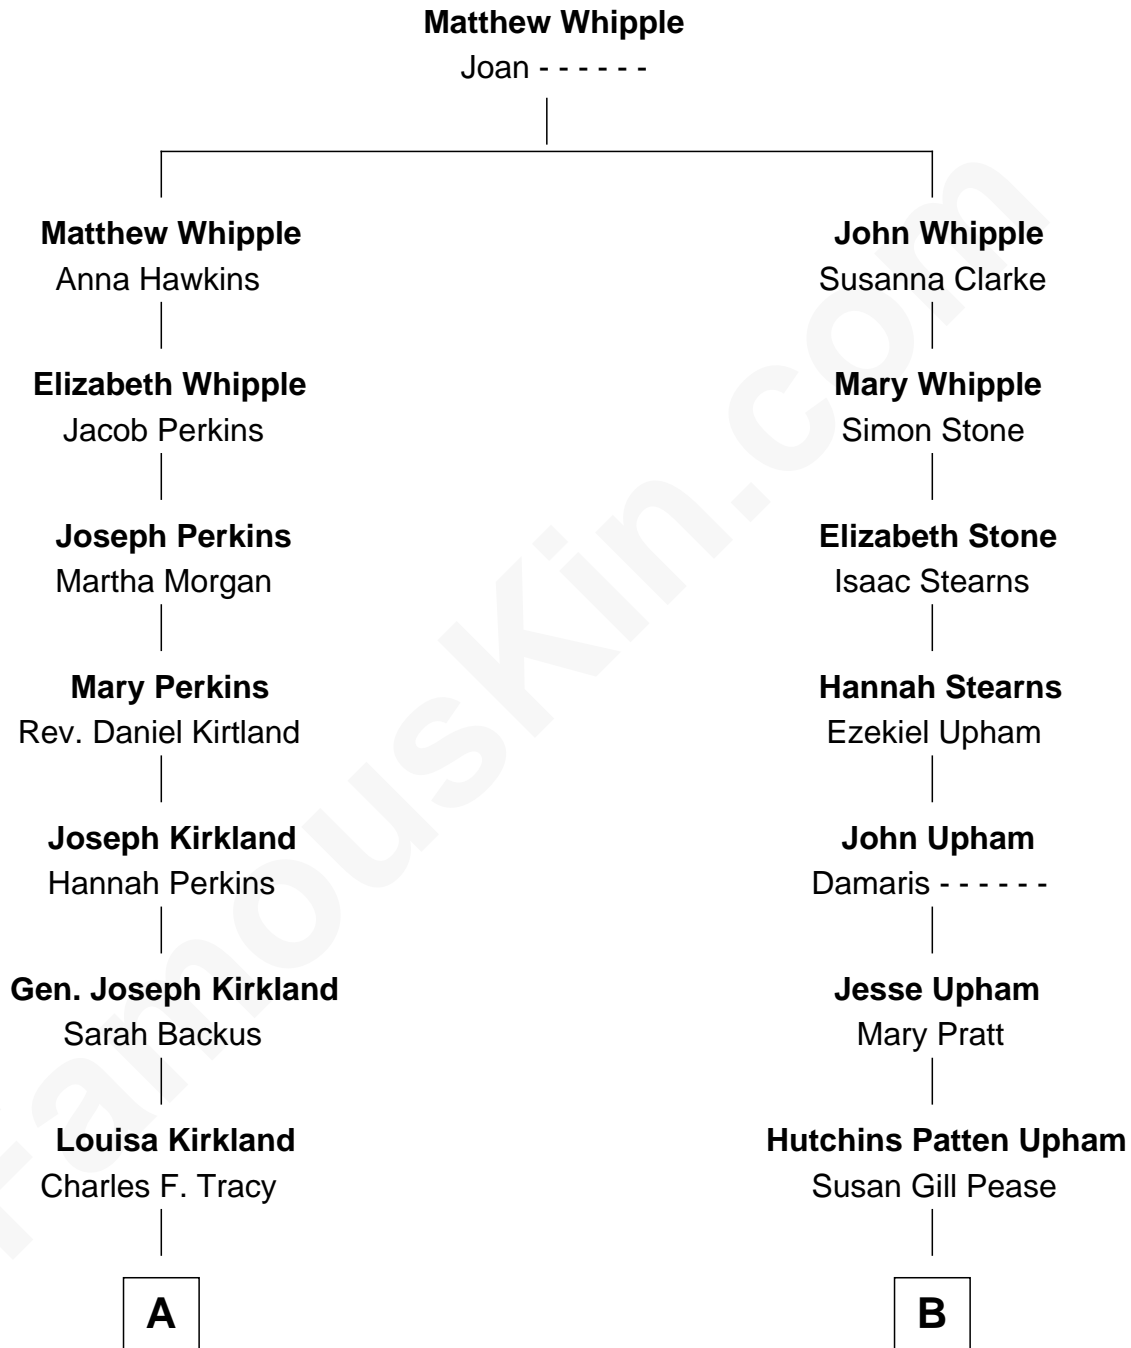 Matthew Whipple
Joan - - - - - -
Matthew Whipple
Anna Hawkins
John Whipple
Susanna Clarke
Elizabeth Whipple
Jacob Perkins
Mary Whipple
Simon Stone
Joseph Perkins
Martha Morgan
Elizabeth Stone
Isaac Stearns
Mary Perkins
Rev. Daniel Kirtland
Hannah Stearns
Ezekiel Upham
Joseph Kirkland
Hannah Perkins
John Upham
Damaris - - - - - -
Gen. Joseph Kirkland
Sarah Backus
Jesse Upham
Mary Pratt
Louisa Kirkland
Charles F. Tracy
Hutchins Patten Upham
Susan Gill Pease
A
B
FamousKin.com